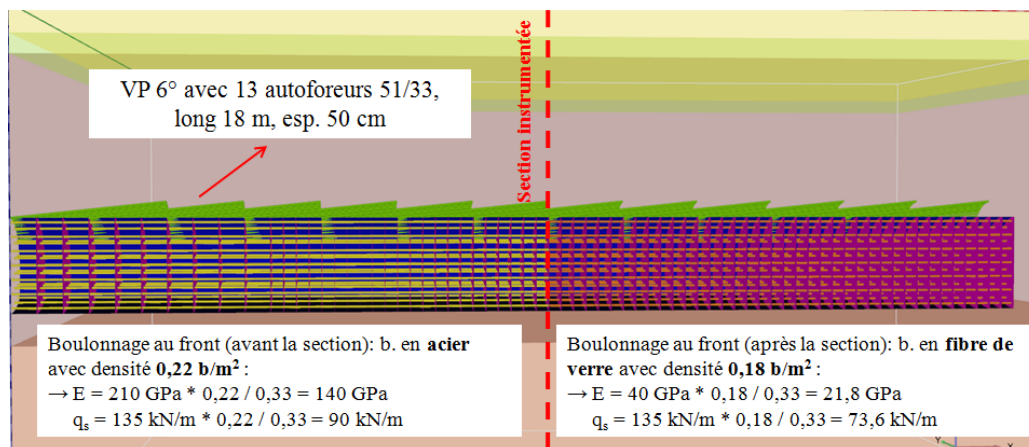 VP 6° avec 13 autoforeurs 51/33,
long 18 m, esp. 50 cm
Section instrumentée
Boulonnage au front (avant la section): b. en acier
avec densité 0,22 b/m² :
→ E = 210 GPa * 0,22 / 0,33 = 140 GPa
qs = 135 kN/m * 0,22 / 0,33 = 90 kN/m
Boulonnage au front (après la section): b. en fibre de
verre avec densité 0,18 b/m² :
→ E = 40 GPa * 0,18 / 0,33 = 21,8 GPa
qs = 135 kN/m * 0,18 / 0,33 = 73,6 kN/m
Y
X